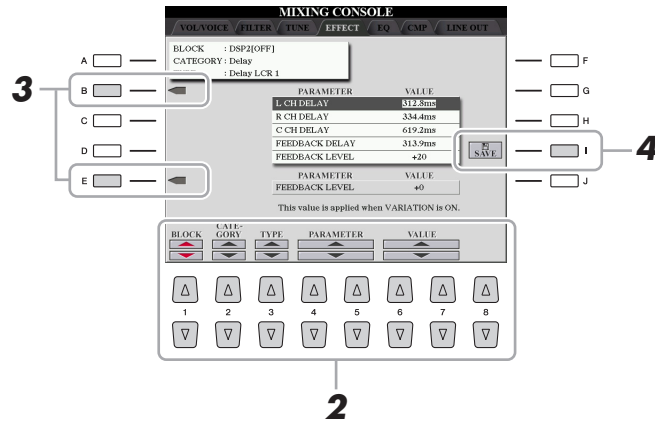 MIXING CONSOLE
VOL/VOICE FILTER TUNE EFFECT EQ CMP LINE OUT
BLOCK : DSP2[OFF]
CATEGORY : Delay
: Delay LCR 1
A
B
C
D
E
F
G
H
I
J
3
4
PARAMETER VALUE
L CH DELAY 312.8ms
R CH DELAY 334.4ms
C CH DELAY 619.2ms
FEEDBACK DELAY 313.9ms
FEEDBACK LEVEL +20
SAVE
PARAMETER VALUE
FEEDBACK LEVEL +0
This value is applied when VARIATION is ON.
BLOCK CATE-GORY TYPE PARAMETER VALUE
1 2 3 4 5 6 7 8
2